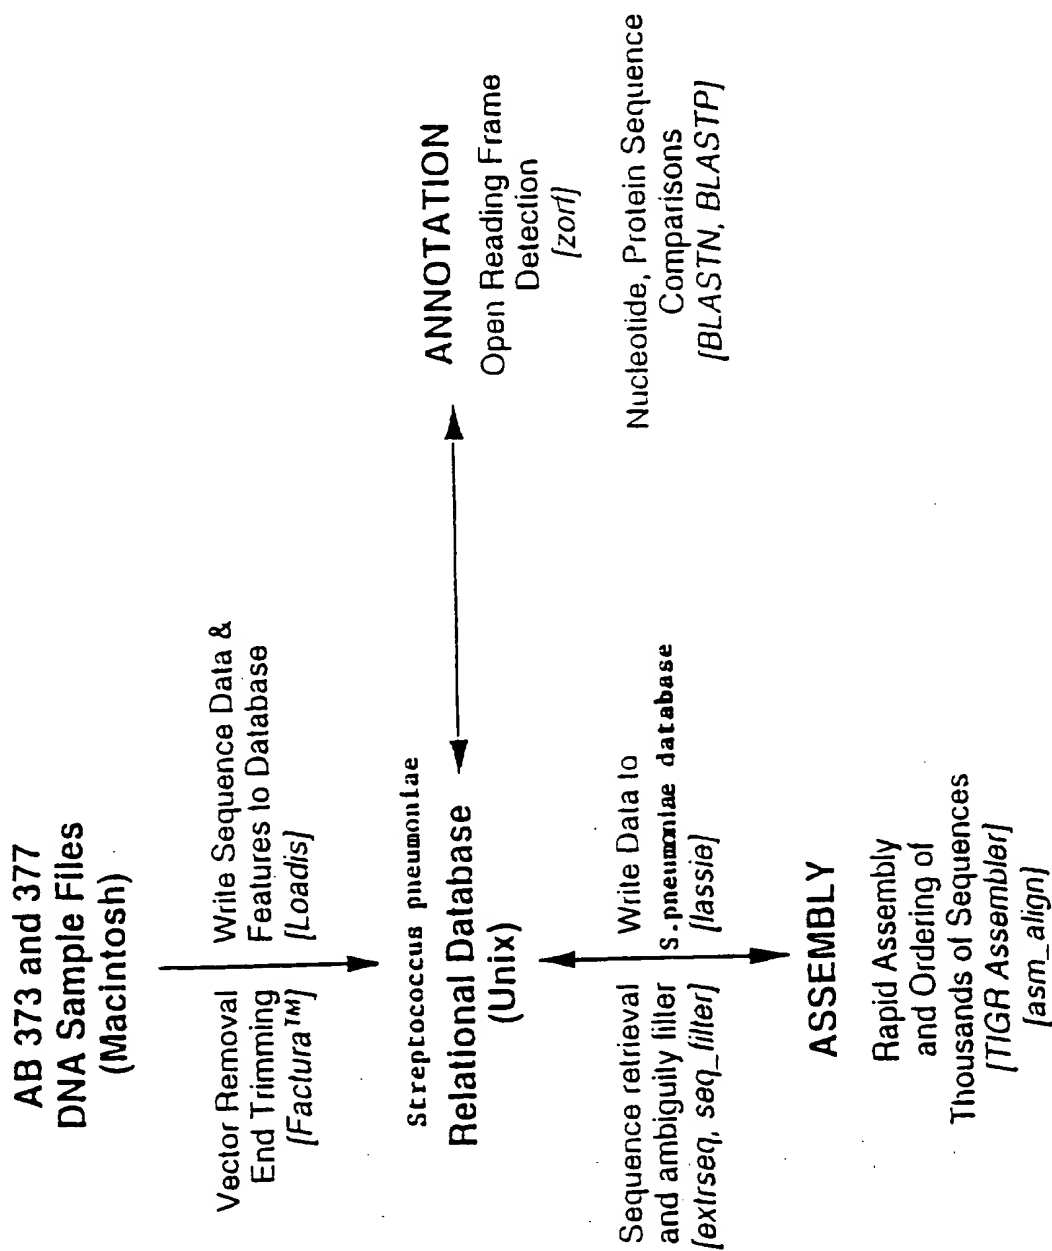 AB 373 and 377
DNA Sample Files
(Macintosh)
Vector Removal
End Trimming
[Factura™]
Write Sequence Data &
Features to Database
[Loadis]
Streptococcus pneumoniae
Relational Database
(Unix)
ANNOTATION
Open Reading Frame
Detection
[zorf]
Nucleotide, Protein Sequence
Comparisons
[BLASTN, BLASTP]
Sequence retrieval
and ambiguity filter
[extrseq, seq_filter]
Write Data to
S.pneumoniae database
[lassie]
ASSEMBLY
Rapid Assembly
and Ordering of
Thousands of Sequences
[TIGR Assembler]
[asm_align]